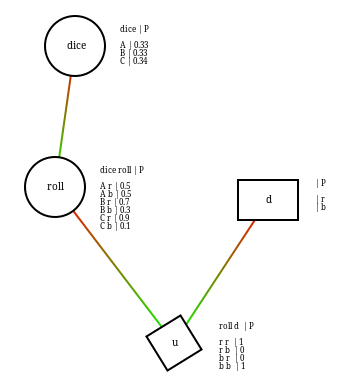 dice
dice | P
A | 0.33
B | 0.33
C | 0.34
roll
dice roll | P
A r | 0.5
A b | 0.5
B r | 0.7
B b | 0.3
C r | 0.9
C b | 0.1
d
| P
| r
| b
u
roll d | P
r r | 1
r b | 0
b r | 0
b b | 1